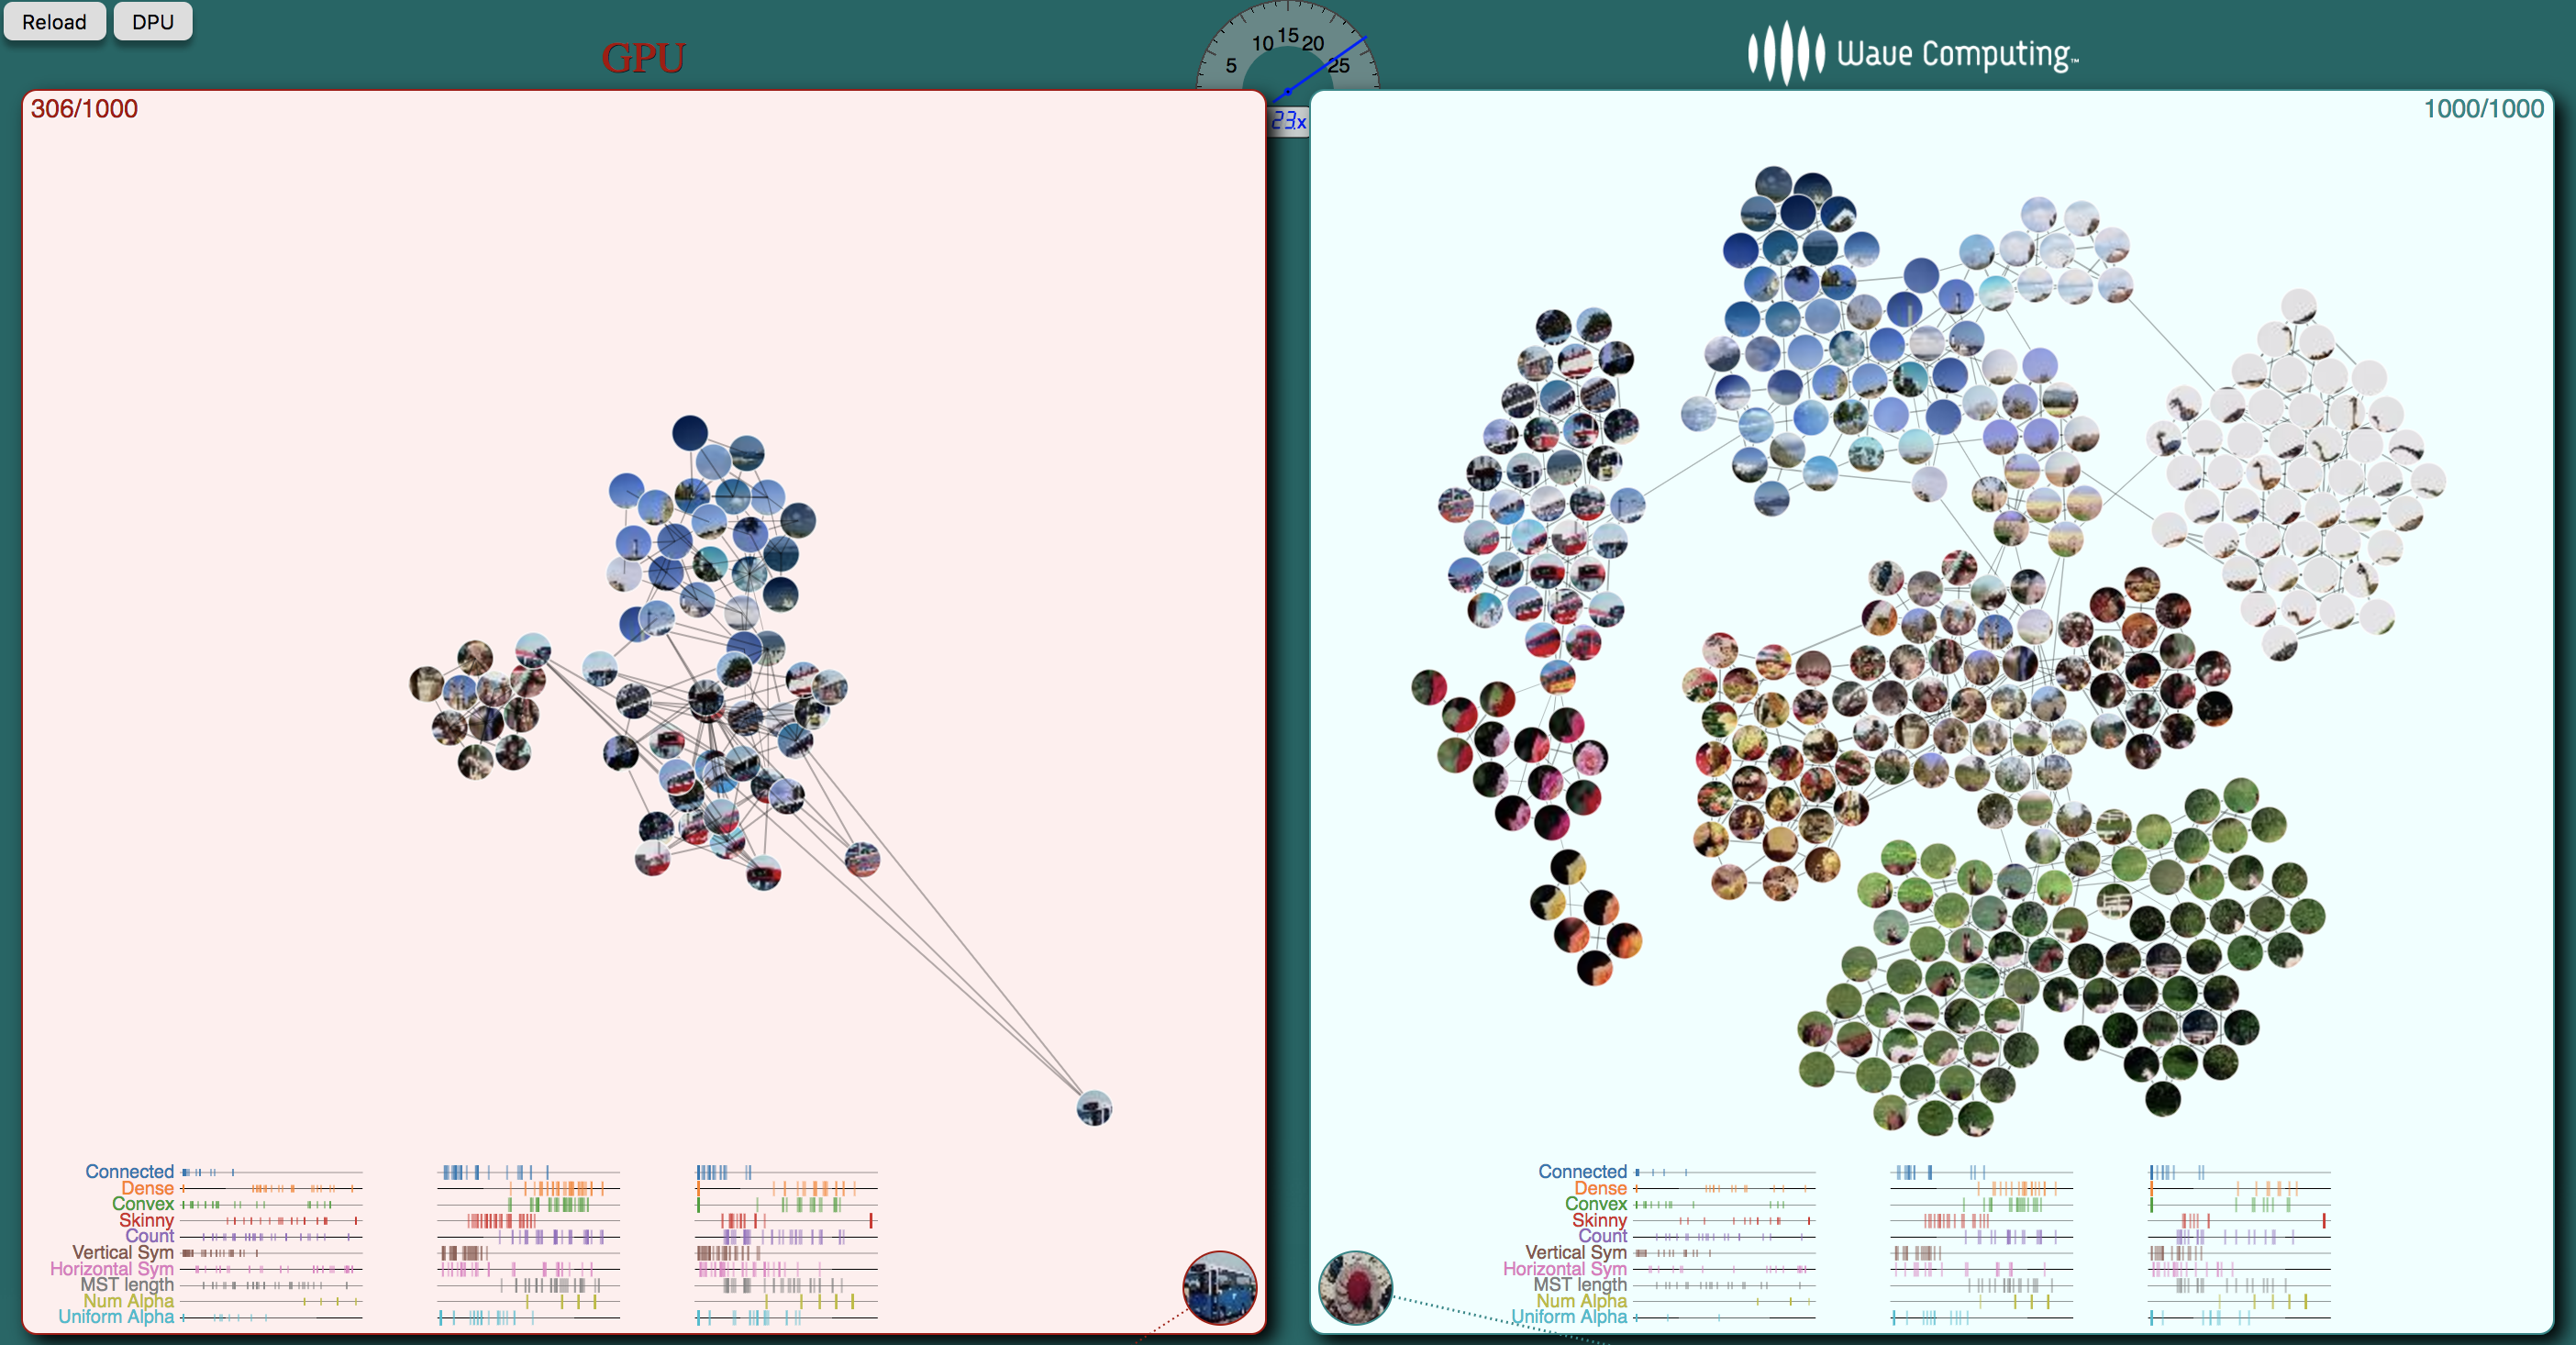 Reload DPU
GPU
5 10 15 20 25
Wave Computing™
306/1000
23x
1000/1000
Connected
Dense
Convex
Skinny
Count
Vertical Sym
Horizontal Sym
MST length
Num Alpha
Uniform Alpha
Connected
Dense
Convex
Skinny
Count
Vertical Sym
Horizontal Sym
MST length
Num Alpha
Uniform Alpha